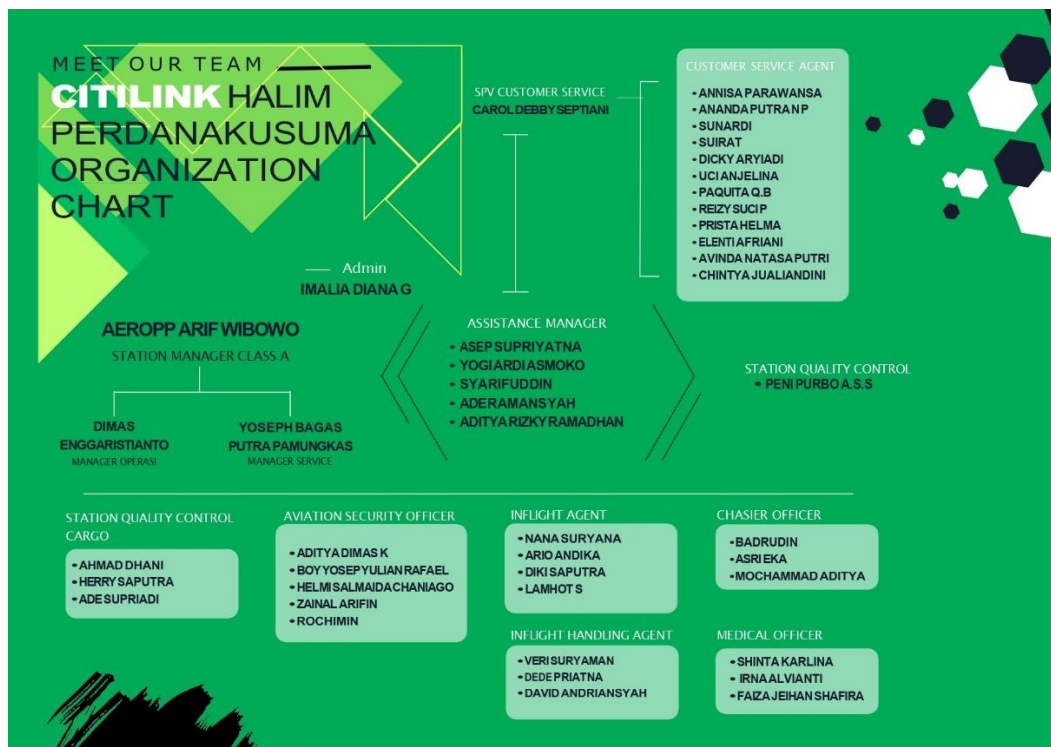 MEET OUR TEAM
CITILINK HALIM
PERDANAKUSUMA
ORGANIZATION
CHART
SPV CUSTOMER SERVICE
CAROL DEBBY SEPTIANI
CUSTOMER SERVICE AGENT
• ANNISA PARAWANSA
• ANANDA PUTRA N P
• SUNARDI
• SUIRAT
• DICKY ARYIADI
• UCI ANJELINA
• PAQUITA Q.B
• REIZY SUCI P
• PRISTA HELMA
• ELENTI AFRIANI
• AVINDA NATASA PUTRI
• CHINTYA JUALIANDINI
Admin
IMALIA DIANA G
AEROPP ARIF WIBOWO
STATION MANAGER CLASS A
DIMAS
ENGGARISTIANTO
MANAGER OPERASI
YOSEPH BAGAS
PUTRA PAMUNGKAS
MANAGER SERVICE
ASSISTANCE MANAGER
• ASEP SUPRIYATNA
• YOGI ARDI ASMOKO
• SYARIFUDDIN
• ADE RAMANSYAH
• ADITYA RIZKY RAMADHAN
STATION QUALITY CONTROL
• PENI PURBO A.S.S
STATION QUALITY CONTROL
CARGO
• AHMAD DHANI
• HERRY SAPUTRA
• ADE SUPRIADI
AVIATION SECURITY OFFICER
• ADITYA DIMAS K
• BOY YOSEP YULIAN RAFAEL
• HELMI SALMAIDA CHANIAGO
• ZAINAL ARIFIN
• ROCHIMIN
INFLIGHT AGENT
• NANA SURYANA
• ARIO ANDIKA
• DIKI SAPUTRA
• LAMHOT S
CHASIER OFFICER
• BADRUDIN
• ASRI EKA
• MOCHAMMAD ADITYA
INFLIGHT HANDLING AGENT
• VERI SURYAMAN
• DEDE PRIATNA
• DAVID ANDRIANSYAH
MEDICAL OFFICER
• SHINTA KARLINA
• IRNA ALVIANTI
• FAIZA JEIHAN SHAFIRA